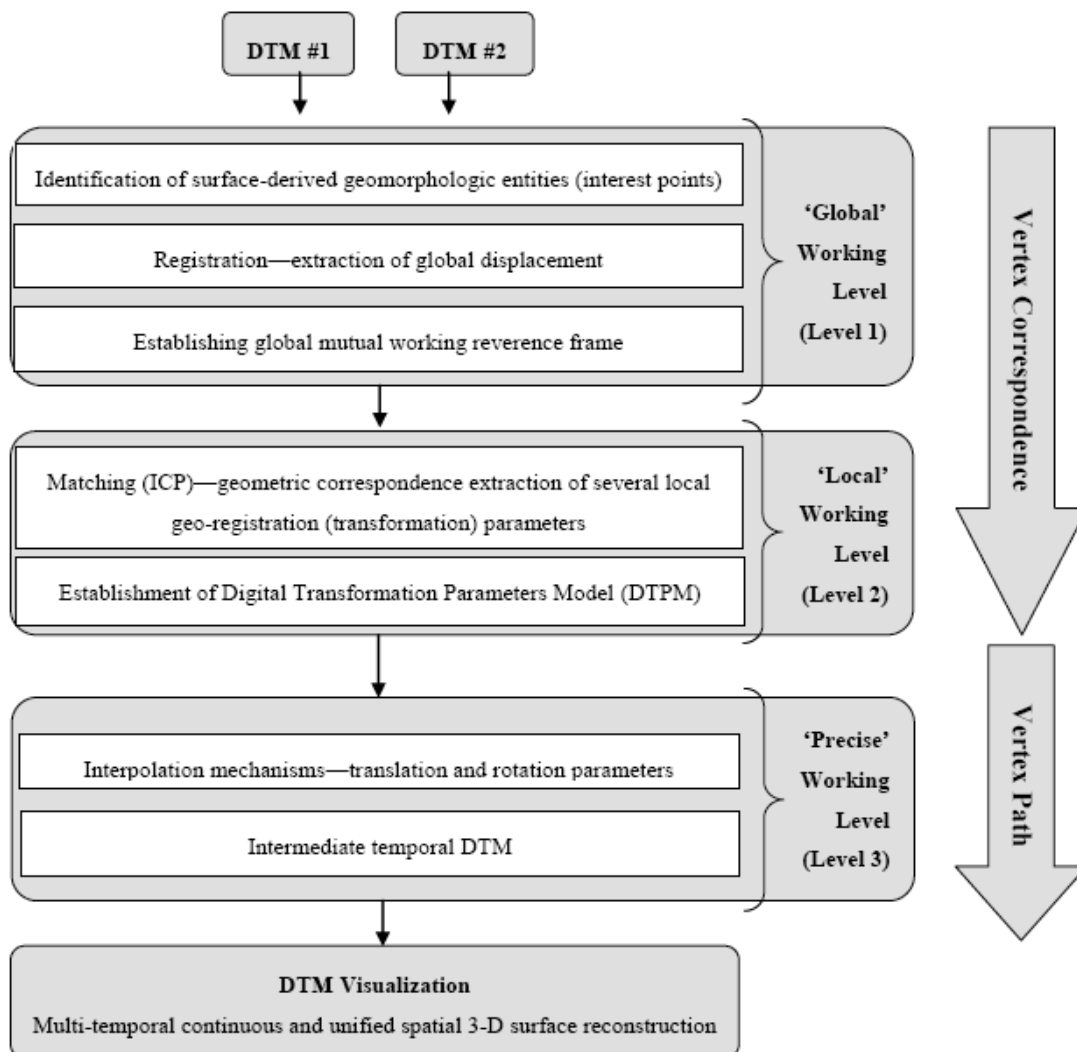 DTM #1
DTM #2
Identification of surface-derived geomorphologic entities (interest points)
Registration—extraction of global displacement
Establishing global mutual working reverence frame
‘Global’
Working
Level
(Level 1)
Matching (ICP)—geometric correspondence extraction of several local
geo-registration (transformation) parameters
Establishment of Digital Transformation Parameters Model (DTPM)
‘Local’
Working
Level
(Level 2)
Vertex Correspondence
Interpolation mechanisms—translation and rotation parameters
Intermediate temporal DTM
‘Precise’
Working
Level
(Level 3)
Vertex Path
DTM Visualization
Multi-temporal continuous and unified spatial 3-D surface reconstruction